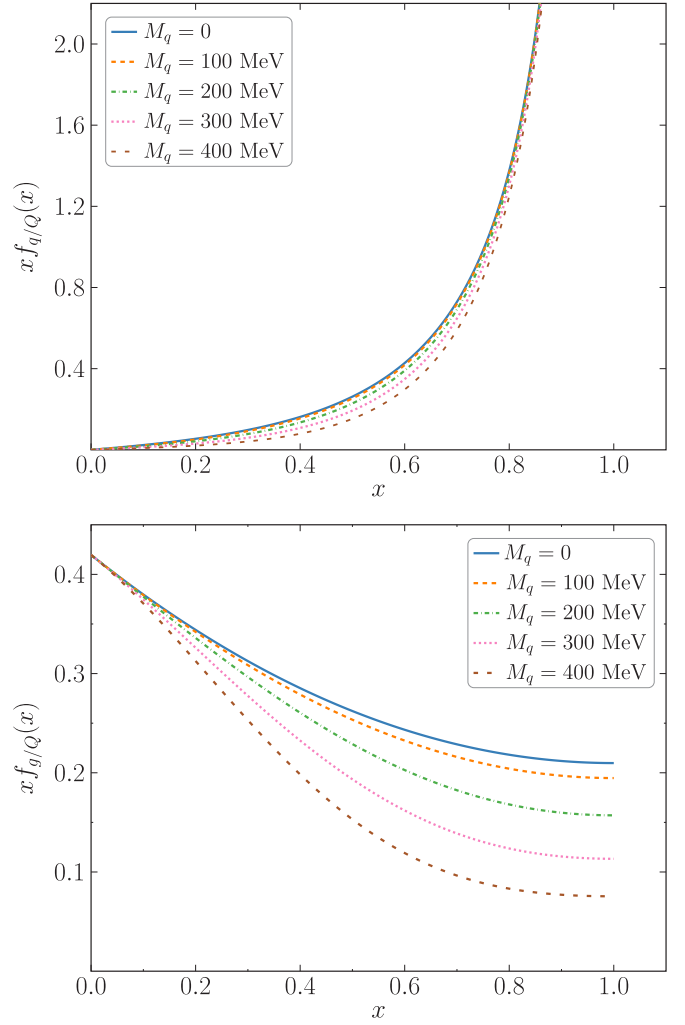 M_q = 0
M_q = 100 MeV
M_q = 200 MeV
M_q = 300 MeV
M_q = 400 MeV
x f_{q/Q}(x)
2.0
1.6
1.2
0.8
0.4
0.0 0.2 0.4 0.6 0.8 1.0
x
M_q = 0
M_q = 100 MeV
M_q = 200 MeV
M_q = 300 MeV
M_q = 400 MeV
x f_{g/Q}(x)
0.4
0.3
0.2
0.1
0.0 0.2 0.4 0.6 0.8 1.0
x